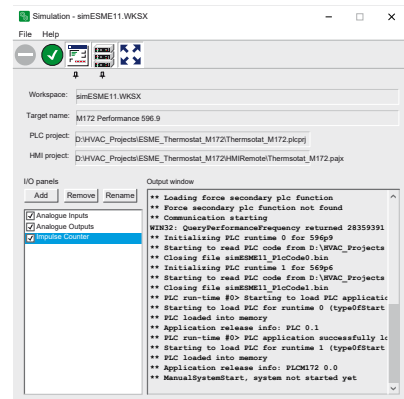 Simulation - simESME11.WKSX
File Help
Workspace: simESME11.WKSX
Target name: M172 Performance 596.9
PLC project: D:\HVAC_Projects\ESME_Thermostat_M172\Thermsotat_M172.plcprj
HMI project: D:\HVAC_Projects\ESME_Thermostat_M172\HMIRemote\Thermsotat_M172.pajx
I/O panels
Add Remove Rename
Analogue Inputs
Analogue Outputs
Impulse Counter
Output window
** Loading force secondary plc function
** Force secondary plc function not found
** Communication starting
WIN32: QueryPerformanceFrequency returned 28359391
** Initializing PLC runtime 0 for 596p9
** Starting to read PLC code from D:\HVAC_Projects
** Closing file simESME11_PlcCode0.bin
** Initializing PLC runtime 1 for 569p6
** Starting to read PLC code from D:\HVAC_Projects
** Closing file simESME11_PlcCode1.bin
** PLC run-time #0> Starting to load PLC applicatio
** Starting to load PLC for runtime 0 (type0fStart
** PLC loaded into memory
** Application release info: PLC 0.1
** PLC run-time #0> PLC application successfully lo
** Starting to load PLC for runtime 1 (type0fStart
** PLC loaded into memory
** Application release info: PLCM172 0.0
** ManualSystemStart, system not started yet